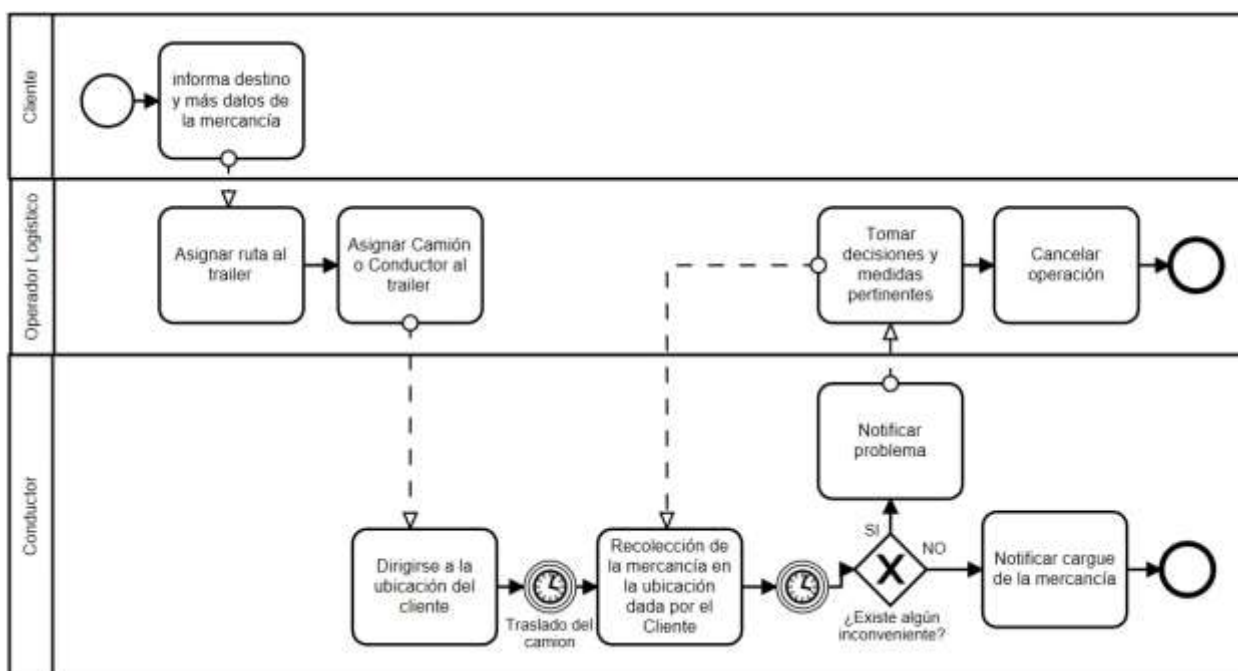 Cliente
informa destino
y más datos de
la mercancía
Operador Logístico
Asignar ruta al
trailer
Asignar Camión
o Conductor al
trailer
Tomar
decisiones y
medidas
pertinentes
Cancelar
operación
Conductor
Notificar
problema
Dirigirse a la
ubicación del
cliente
Traslado del
camion
Recolección de
la mercancía en
la ubicación
dada por el
Cliente
SI
NO
¿Existe algún
inconveniente?
Notificar cargue
de la mercancía